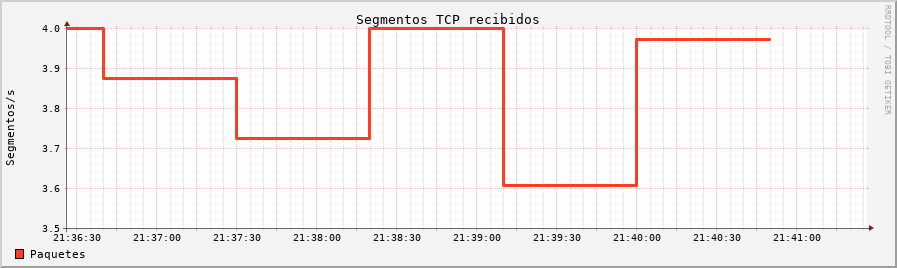 Segmentos TCP recibidos
RRDTOOL / TOBI OETIKER
Segmentos/s
4.0
3.9
3.8
3.7
3.6
3.5
21:36:30 21:37:00 21:37:30 21:38:00 21:38:30 21:39:00 21:39:30 21:40:00 21:40:30 21:41:00
Paquetes